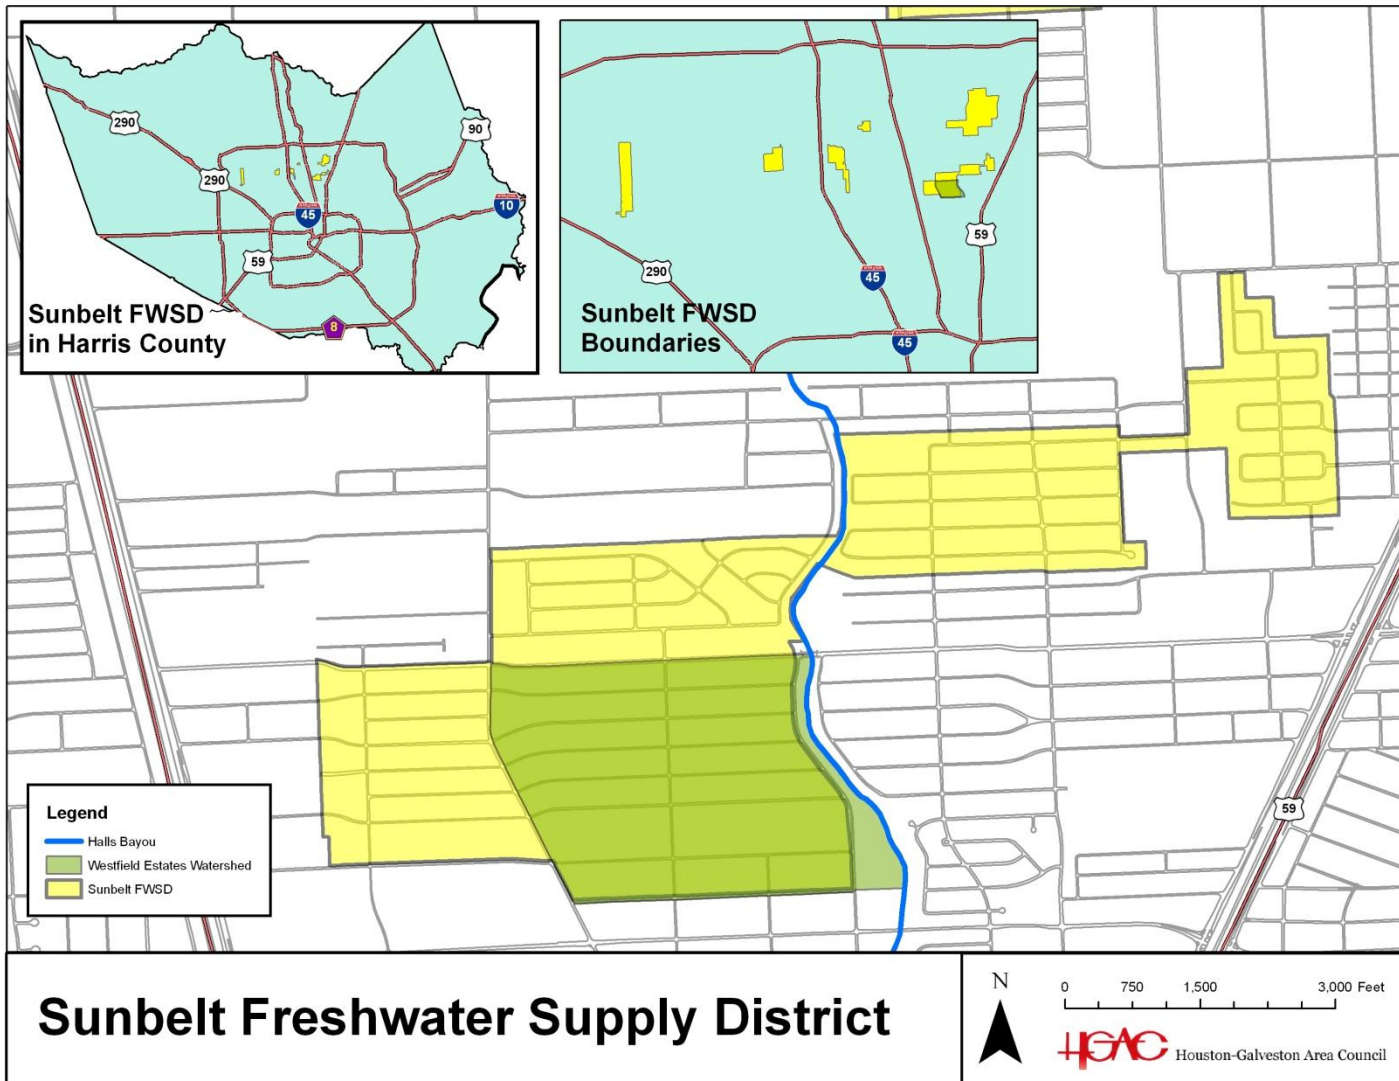 290
290
90
45
10
59
8
Sunbelt FWSD
in Harris County
290
59
45
45
Sunbelt FWSD
Boundaries
59
Legend
Halls Bayou
Westfield Estates Watershed
Sunbelt FWSD
Sunbelt Freshwater Supply District
N
0 750 1,500 3,000 Feet
HGAC Houston-Galveston Area Council